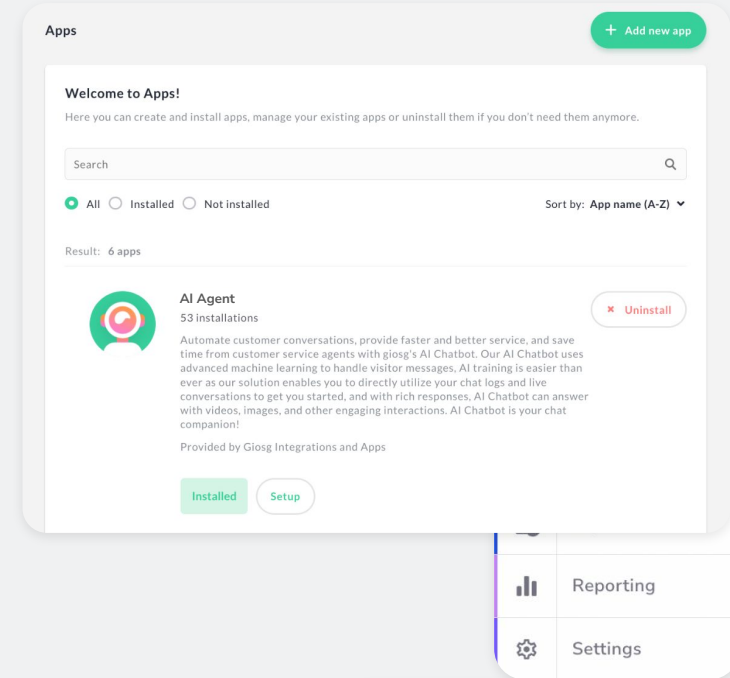 Apps
+ Add new app
Welcome to Apps!
Here you can create and install apps, manage your existing apps or uninstall them if you don't need them anymore.
Search
All Installed Not installed
Sort by: App name (A-Z)
Result: 6 apps
AI Agent
× Uninstall
53 installations
Automate customer conversations, provide faster and better service, and save
time from customer service agents with giosg's AI Chatbot. Our AI Chatbot uses
advanced machine learning to handle visitor messages, AI training is easier than
ever as our solution enables you to directly utilize your chat logs and live
conversations to get you started, and with rich responses, AI Chatbot can answer
with videos, images, and other engaging interactions. AI Chatbot is your chat
companion!
Provided by Giosg Integrations and Apps
Installed
Setup
Reporting
Settings